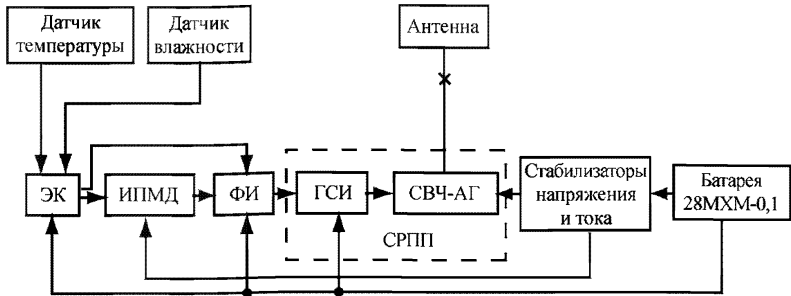 Датчик
температуры
Датчик
влажности
Антенна
ЭК
ИПМД
ФИ
ГСИ
СВЧ-АГ
СРПП
Стабилизаторы
напряжения
и тока
Батарея
28МХМ-0,1